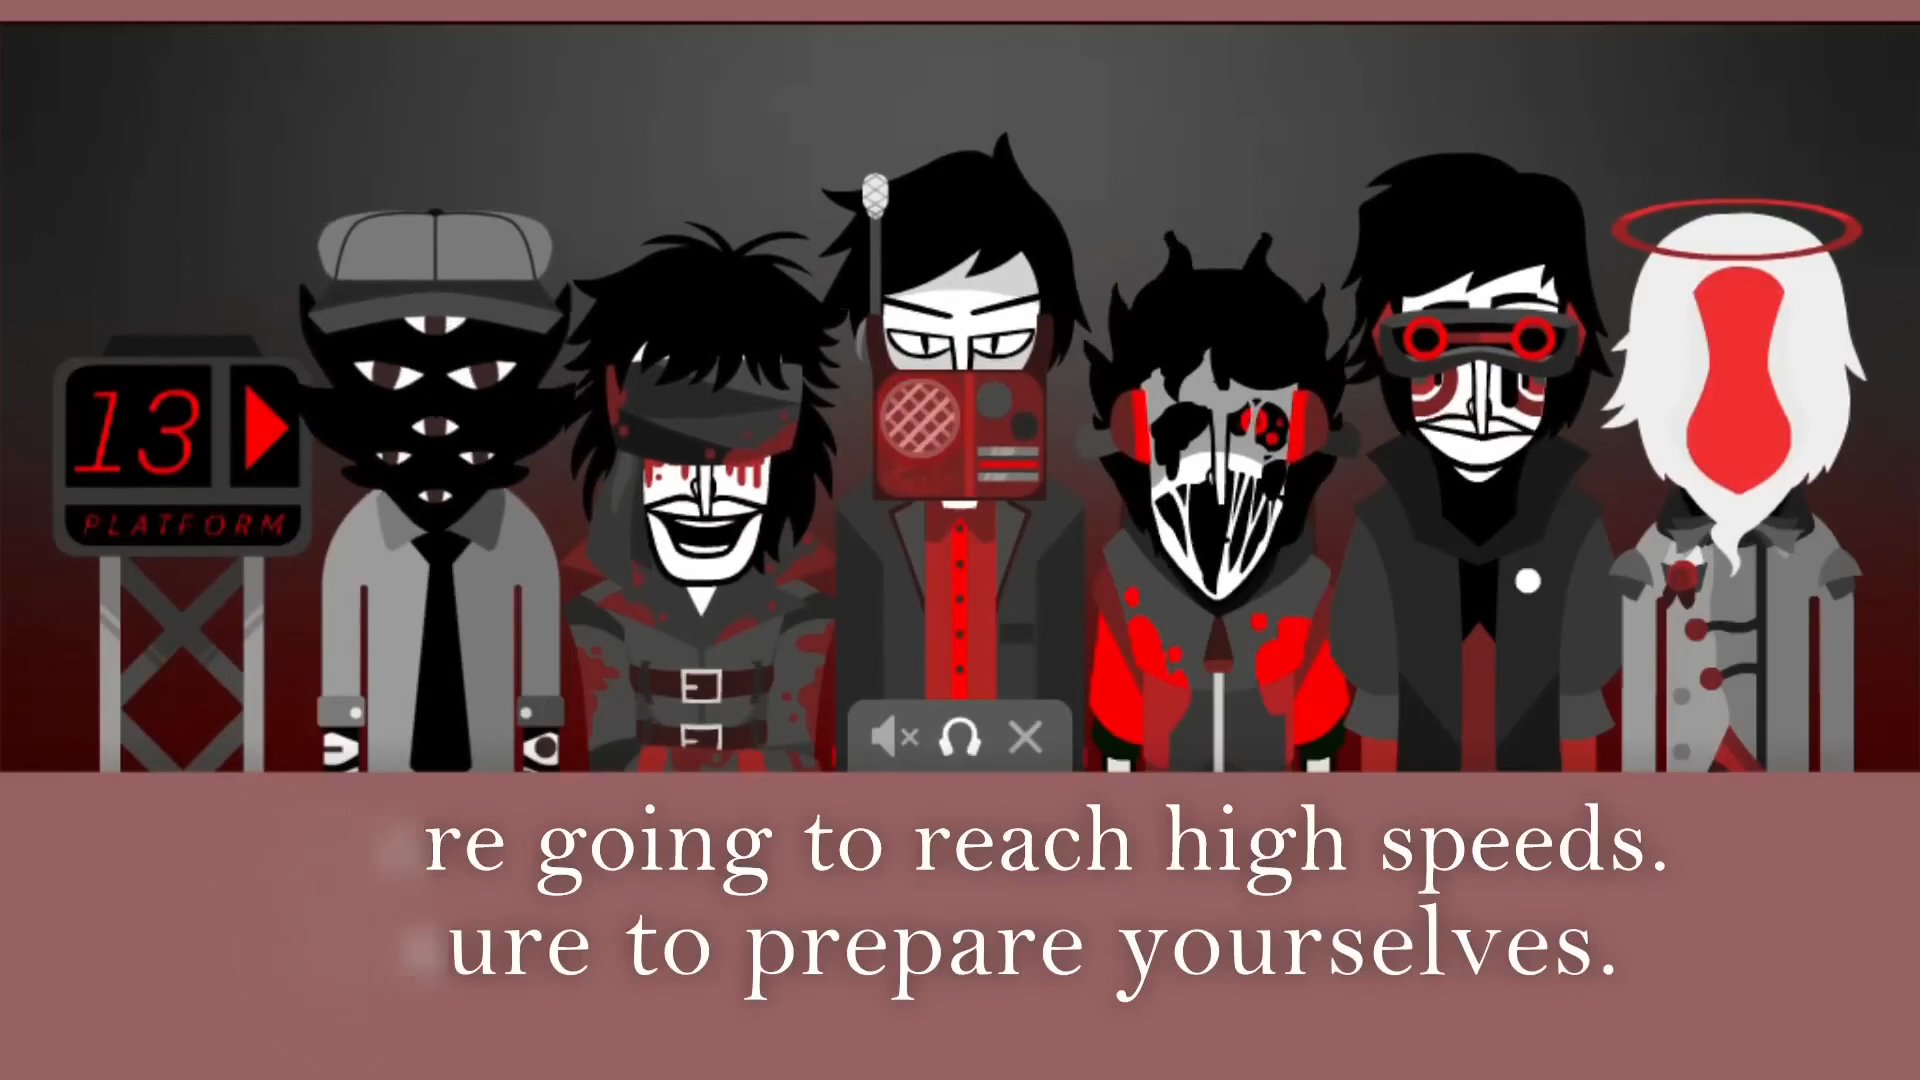 13
PLATFORM
re going to reach high speeds.
ure to prepare yourselves.